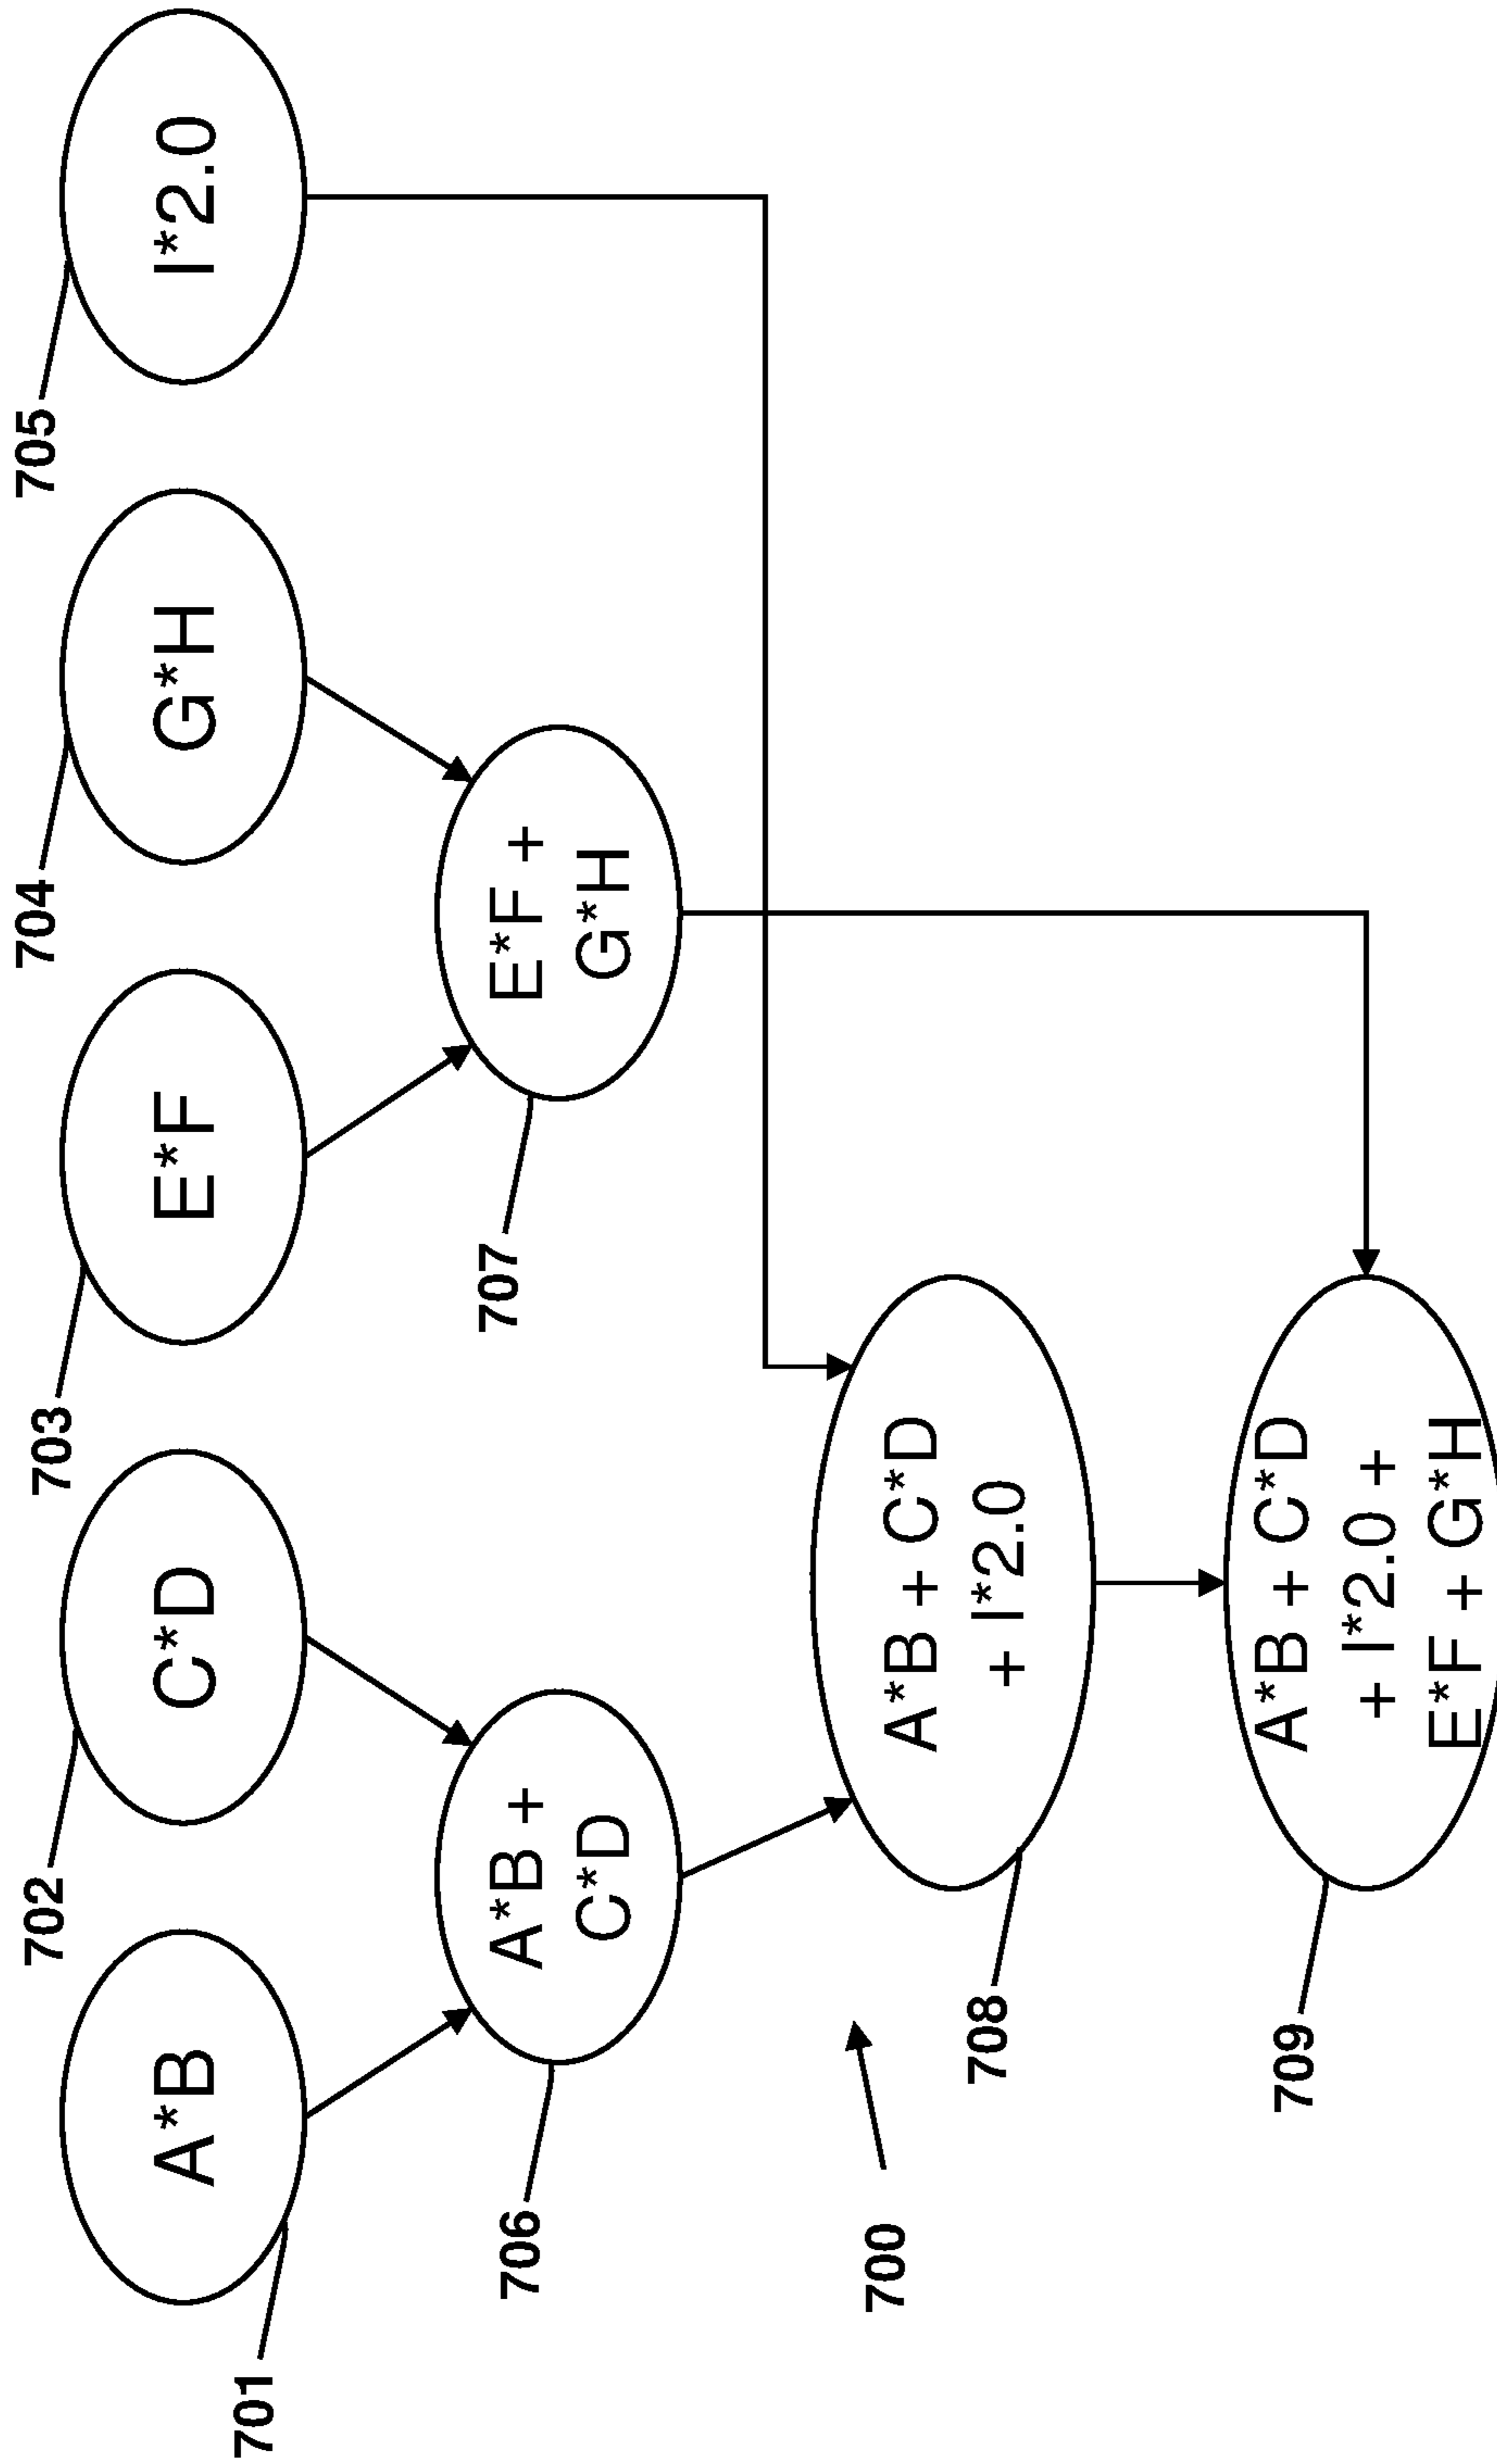 701
A*B
702
C*D
703
E*F
704
G*H
705
I*2.0
706
A*B +
C*D
707
E*F +
G*H
700
708
A*B + C*D
+ I*2.0
709
A*B + C*D
+ I*2.0 +
E*F + G*H